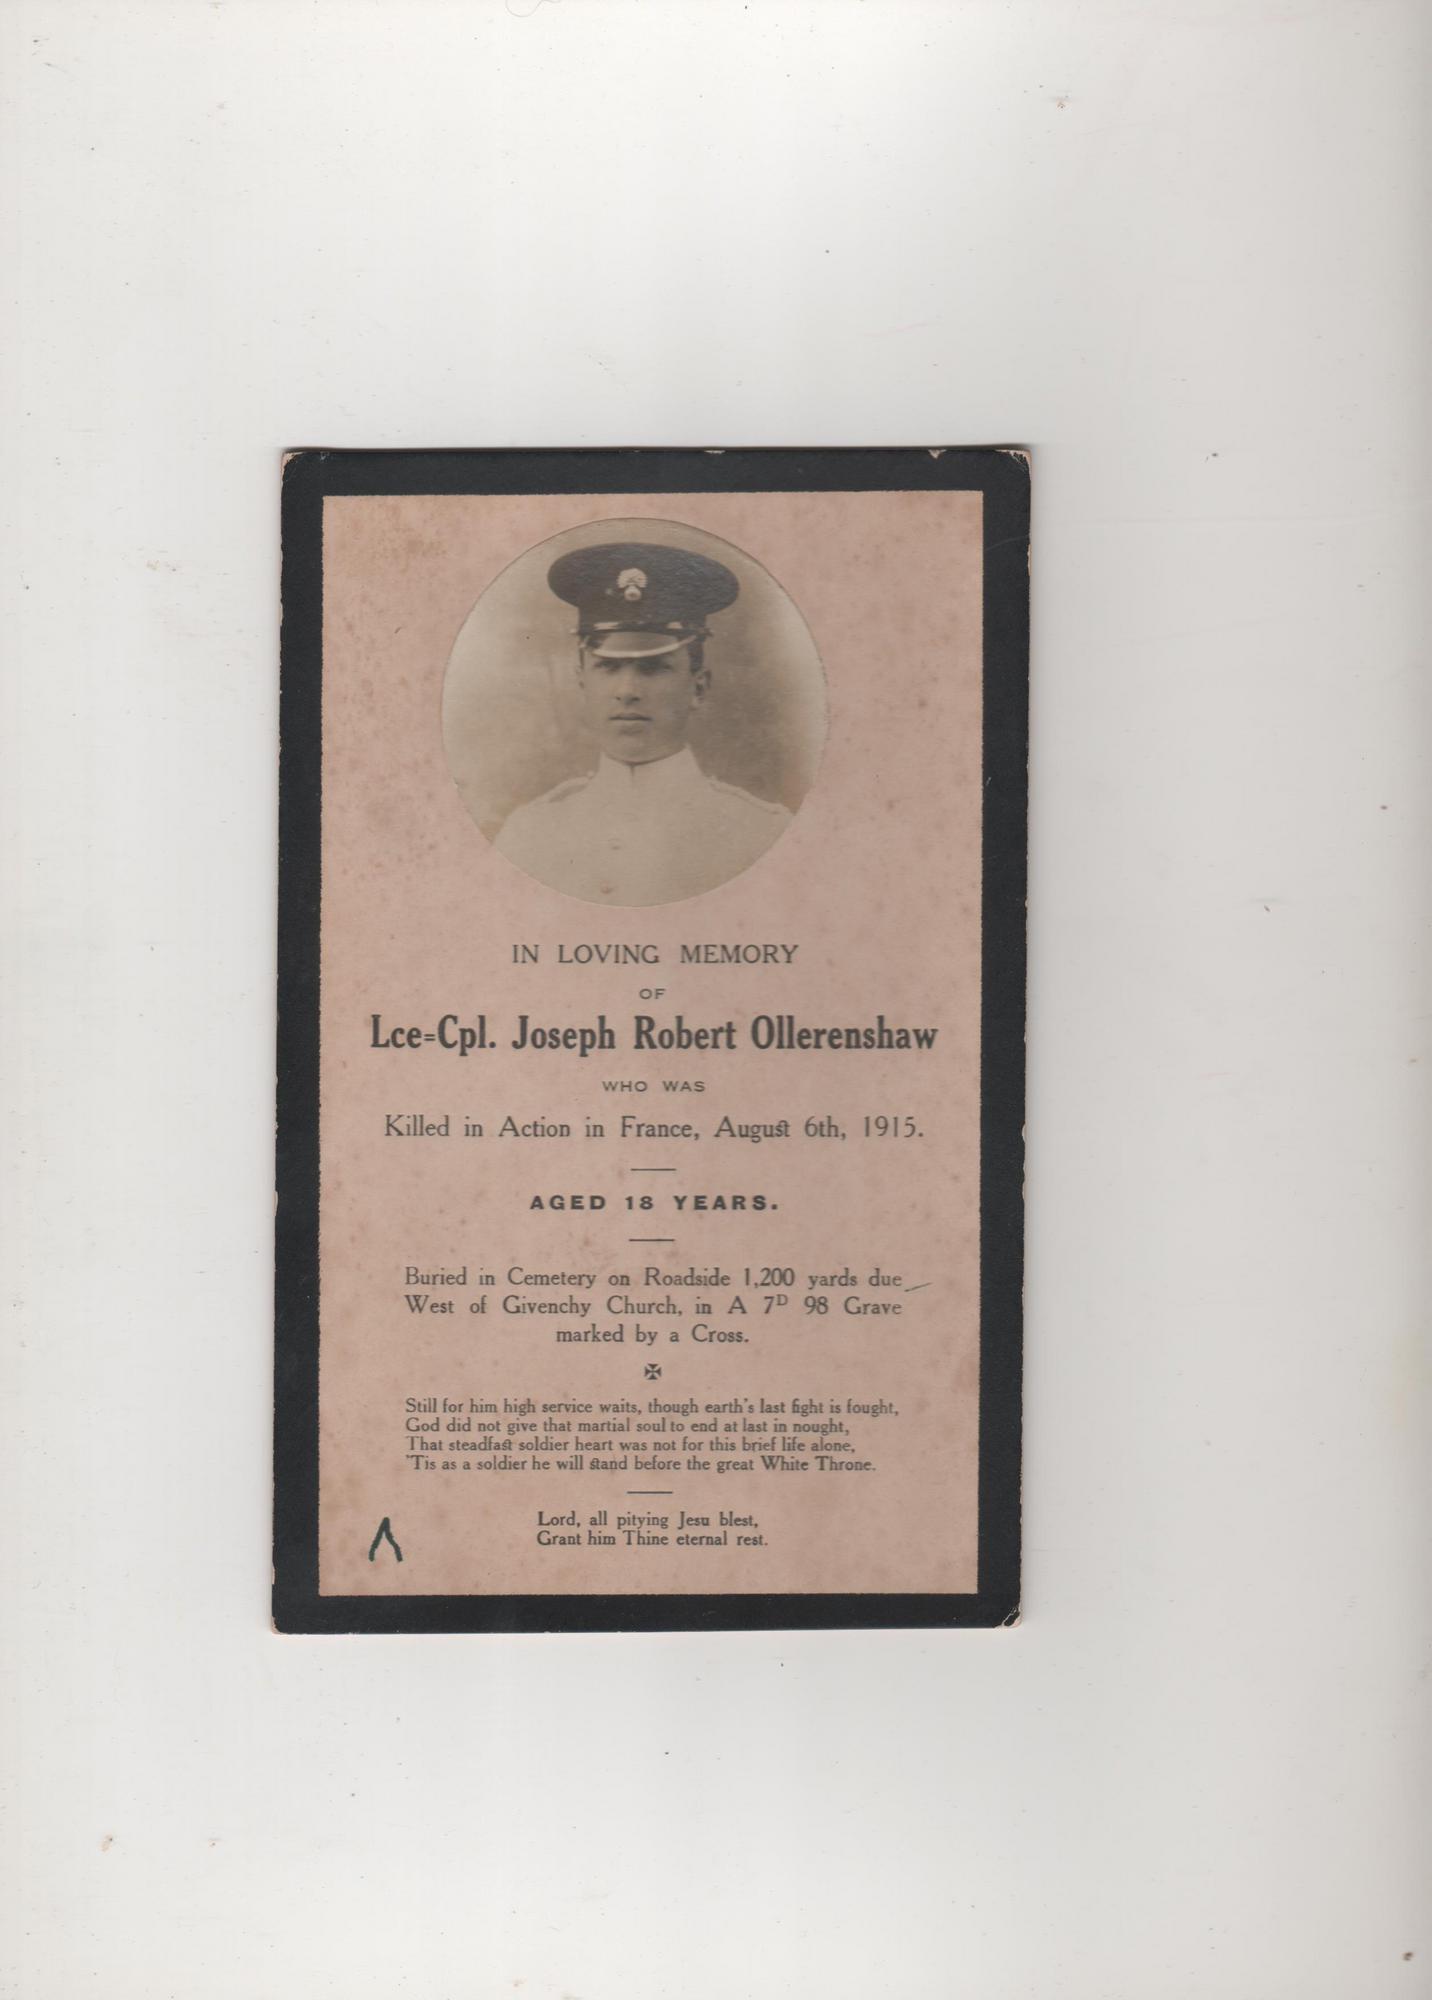 IN LOVING MEMORY
OF
Lce=Cpl. Joseph Robert Ollerenshaw
WHO WAS
Killed in Action in France, August 6th, 1915.
AGED 18 YEARS.
Buried in Cemetery on Roadside 1,200 yards due
West of Givenchy Church, in A 7D 98 Grave
marked by a Cross.
Still for him high service waits, though earth's last fight is fought,
God did not give that martial soul to end at last in nought,
That steadfast soldier heart was not for this brief life alone,
'Tis as a soldier he will stand before the great White Throne.
Lord, all pitying Jesu blest,
Grant him Thine eternal rest.